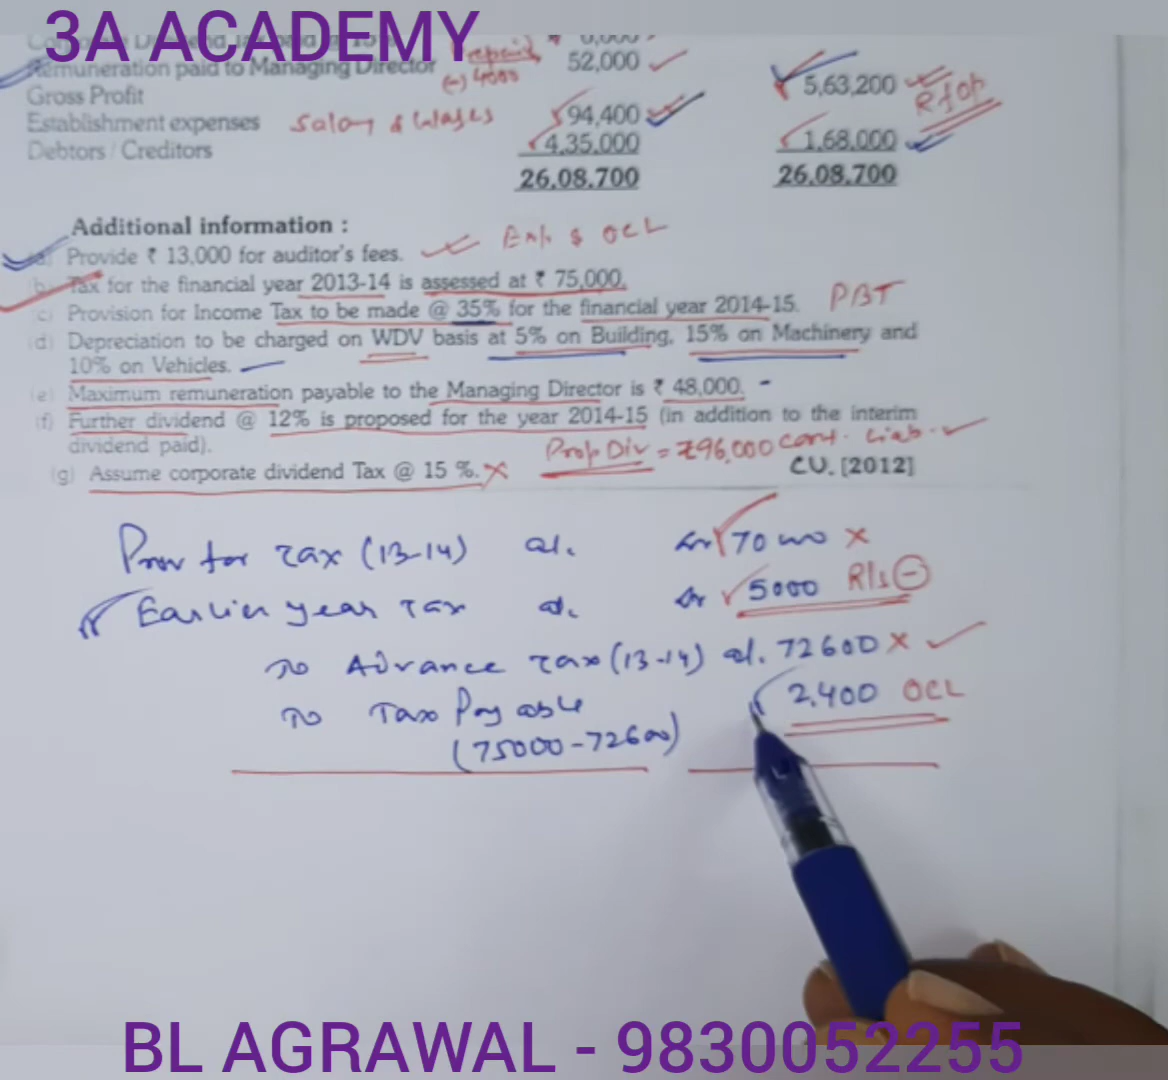 3A ACADEMY
Remuneration paid to Managing Director 52,000
(-) 4000
Gross Profit 5,63,200
R f op
Establishment expenses Salary & Wages 94,400
Debtors / Creditors 4,35,000 1,68,000
26,08,700 26,08,700
Additional information :
(a) Provide ₹ 13,000 for auditor's fees. Exp. & OCL
(b) Tax for the financial year 2013-14 is assessed at ₹ 75,000.
(c) Provision for Income Tax to be made @ 35% for the financial year 2014-15. PBT
(d) Depreciation to be charged on WDV basis at 5% on Building, 15% on Machinery and
10% on Vehicles.
(e) Maximum remuneration payable to the Managing Director is ₹ 48,000.
(f) Further dividend @ 12% is proposed for the year 2014-15 (in addition to the interim
dividend paid). Prop Div = ₹96,000 Cont. Liab.
(g) Assume corporate dividend Tax @ 15 %. X C.U. [2012]
Prov for Tax (13-14) a/c Dr 70000 X
Earlier year Tax a/c Dr 5000 R/s -
To Advance Tax (13-14) a/c. 72600 X
To Tax Payable 2,400 OCL
(75000-72600)
BL AGRAWAL - 9830052255